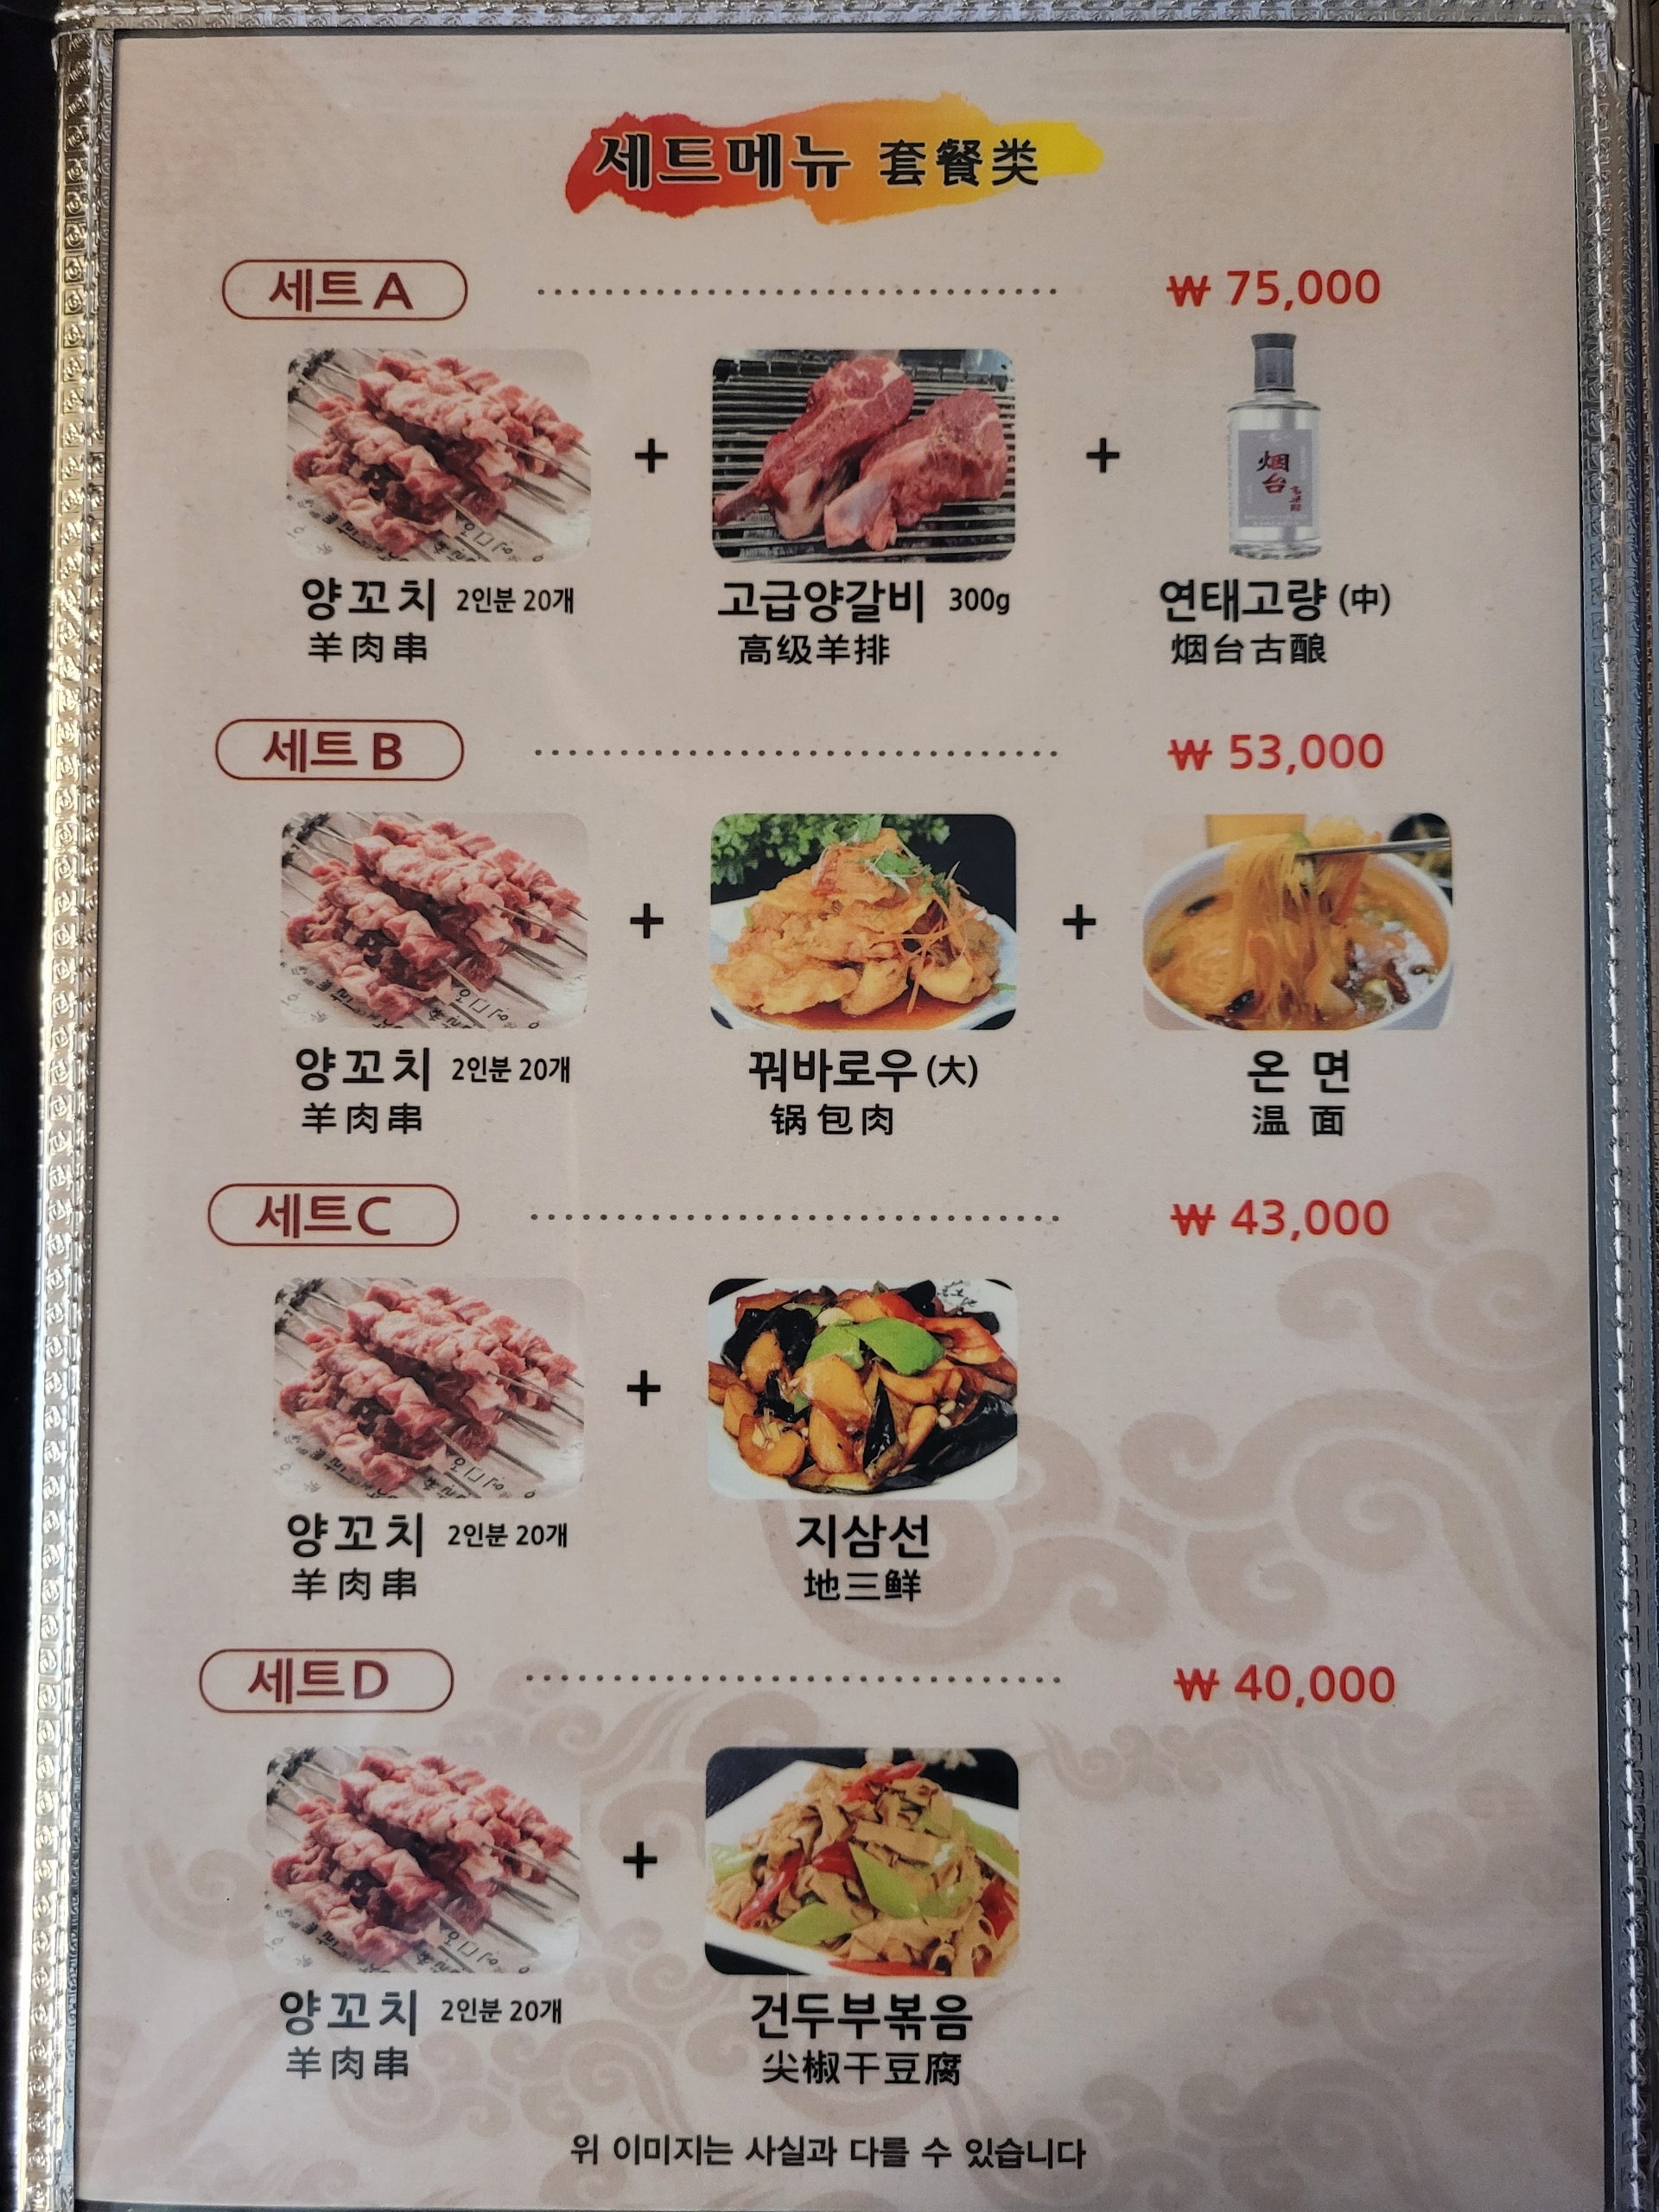 세트메뉴 套餐类
세트 A ₩ 75,000
烟台
양꼬치 2인분 20개
羊肉串
+
고급양갈비 300g
高级羊排
+
연태고량 (中)
烟台古酿
세트 B ₩ 53,000
양꼬치 2인분 20개
羊肉串
+
꿔바로우 (大)
锅包肉
+
온 면
温 面
세트 C ₩ 43,000
양꼬치 2인분 20개
羊肉串
+
지삼선
地三鲜
세트 D ₩ 40,000
양꼬치 2인분 20개
羊肉串
+
건두부볶음
尖椒干豆腐
위 이미지는 사실과 다를 수 있습니다